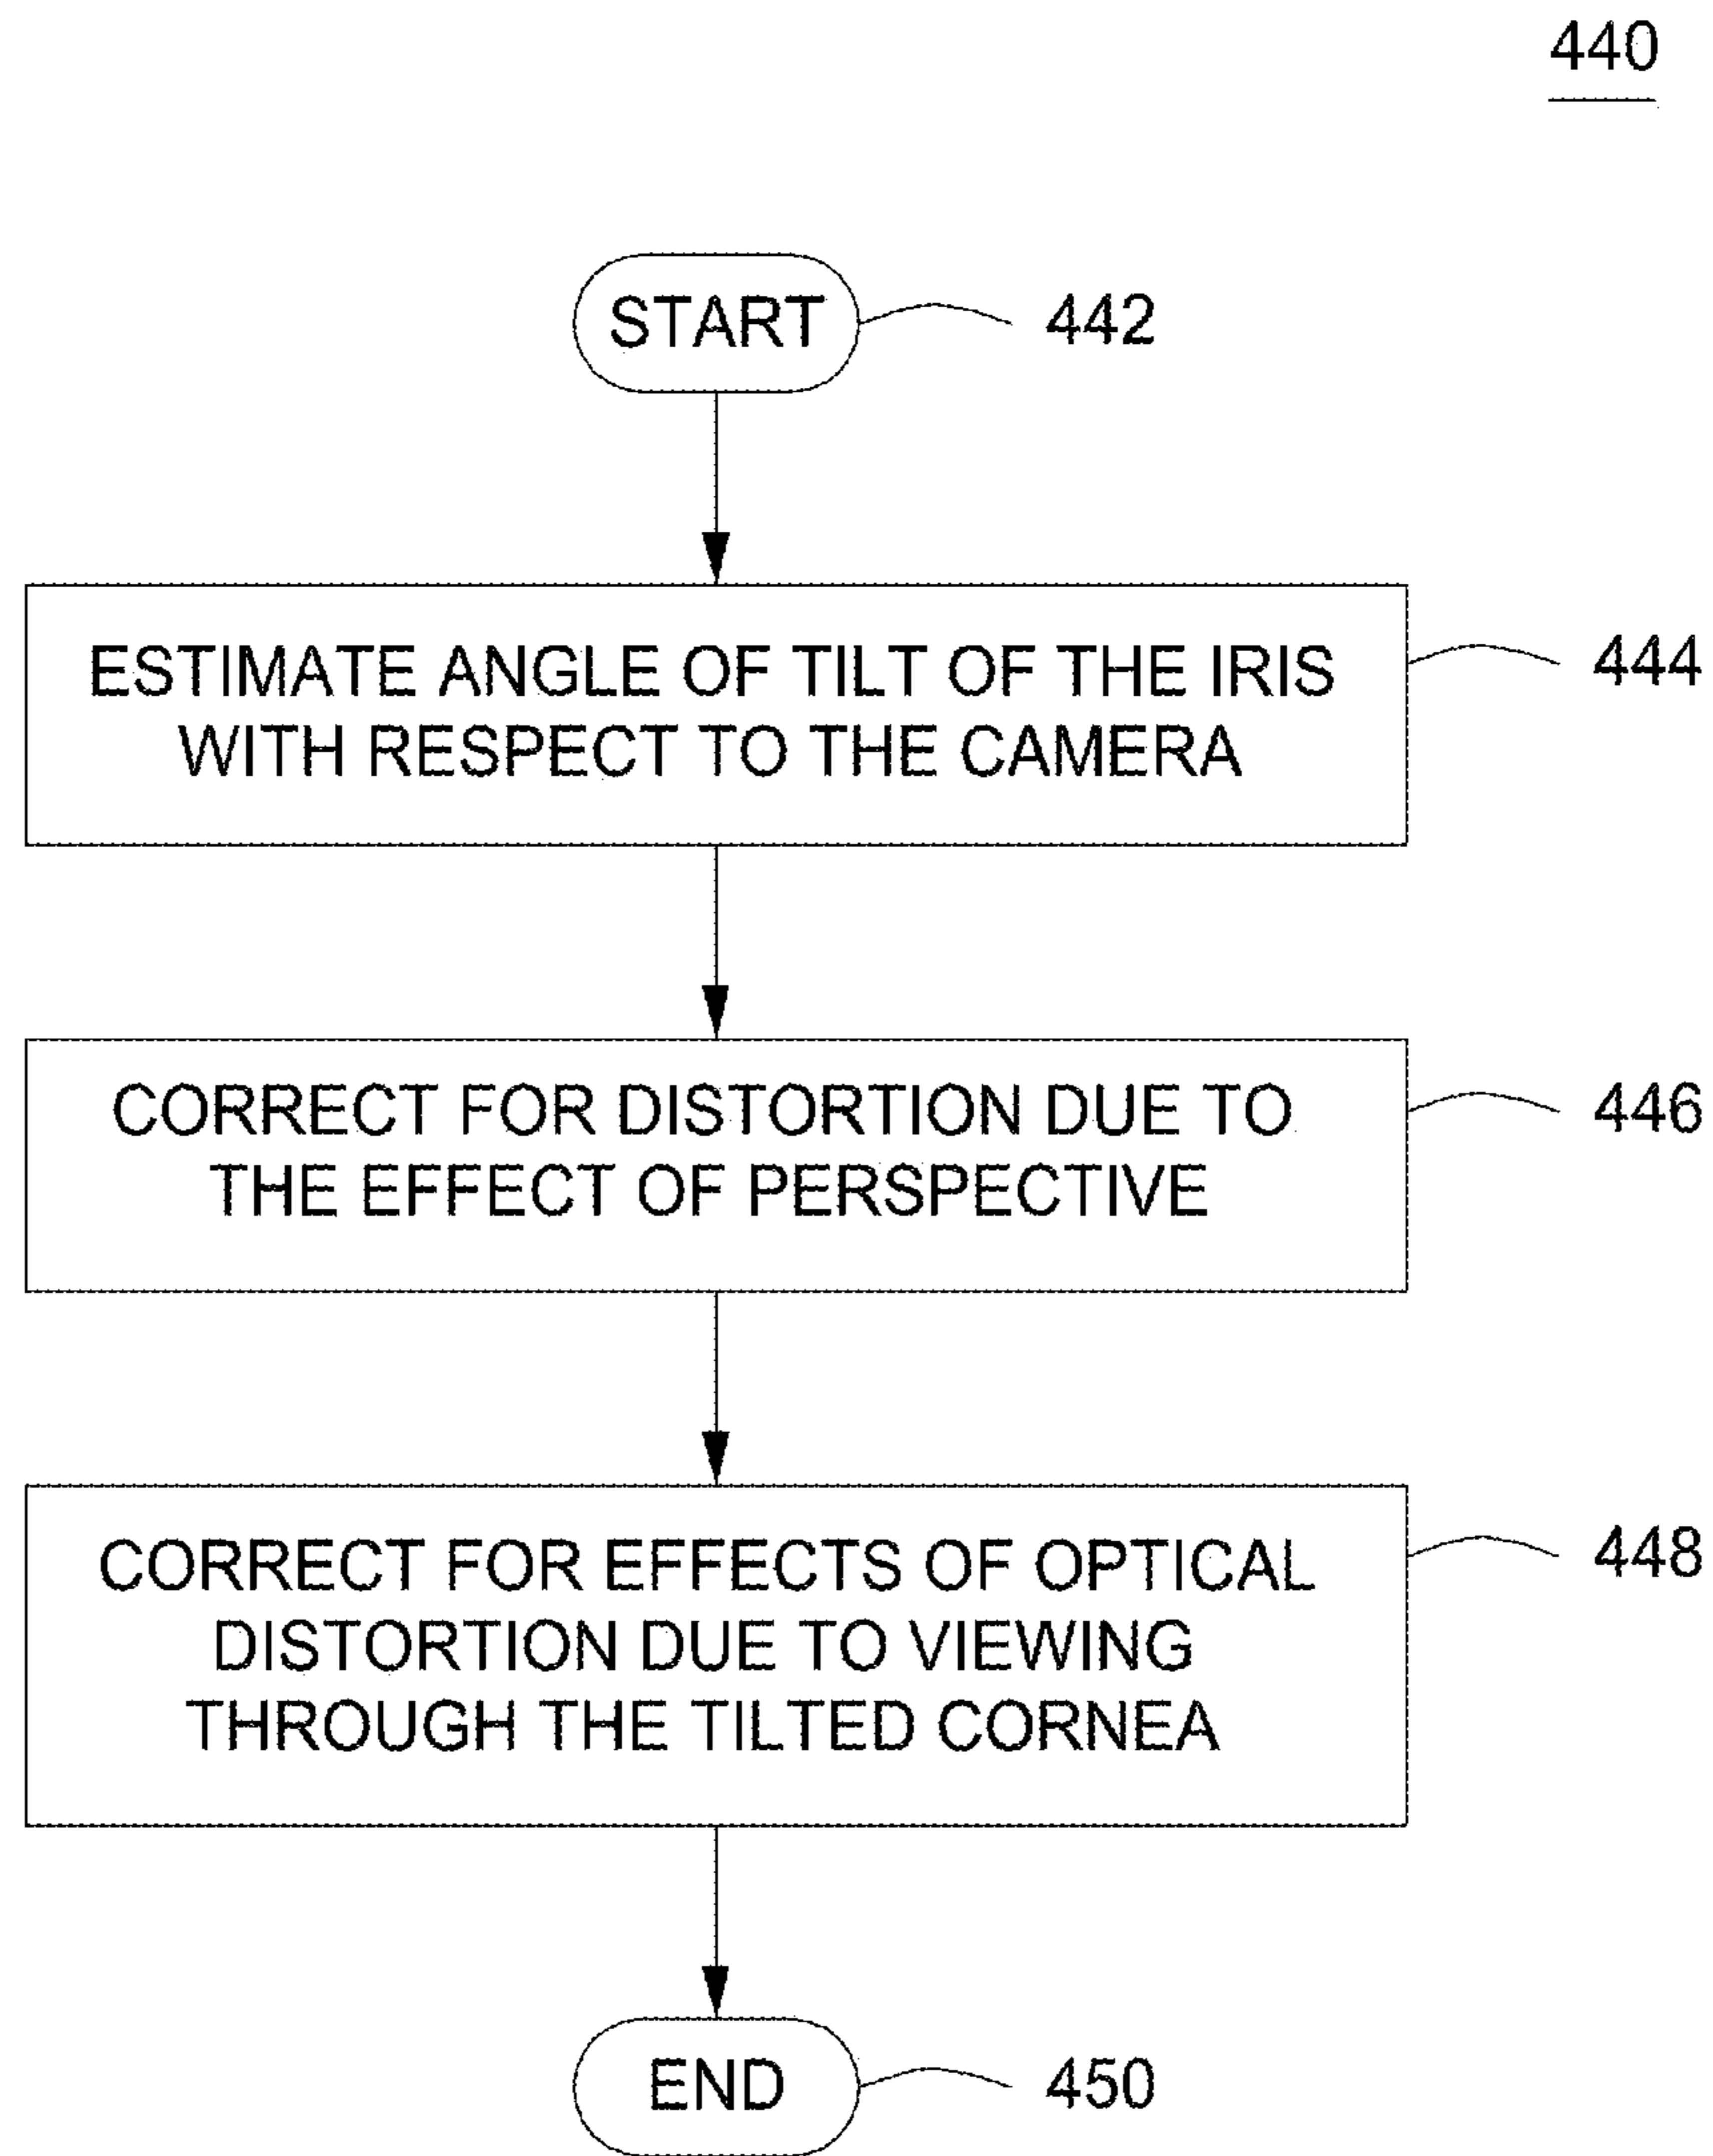 440
START
442
ESTIMATE ANGLE OF TILT OF THE IRIS
WITH RESPECT TO THE CAMERA
444
CORRECT FOR DISTORTION DUE TO
THE EFFECT OF PERSPECTIVE
446
CORRECT FOR EFFECTS OF OPTICAL
DISTORTION DUE TO VIEWING
THROUGH THE TILTED CORNEA
448
END
450